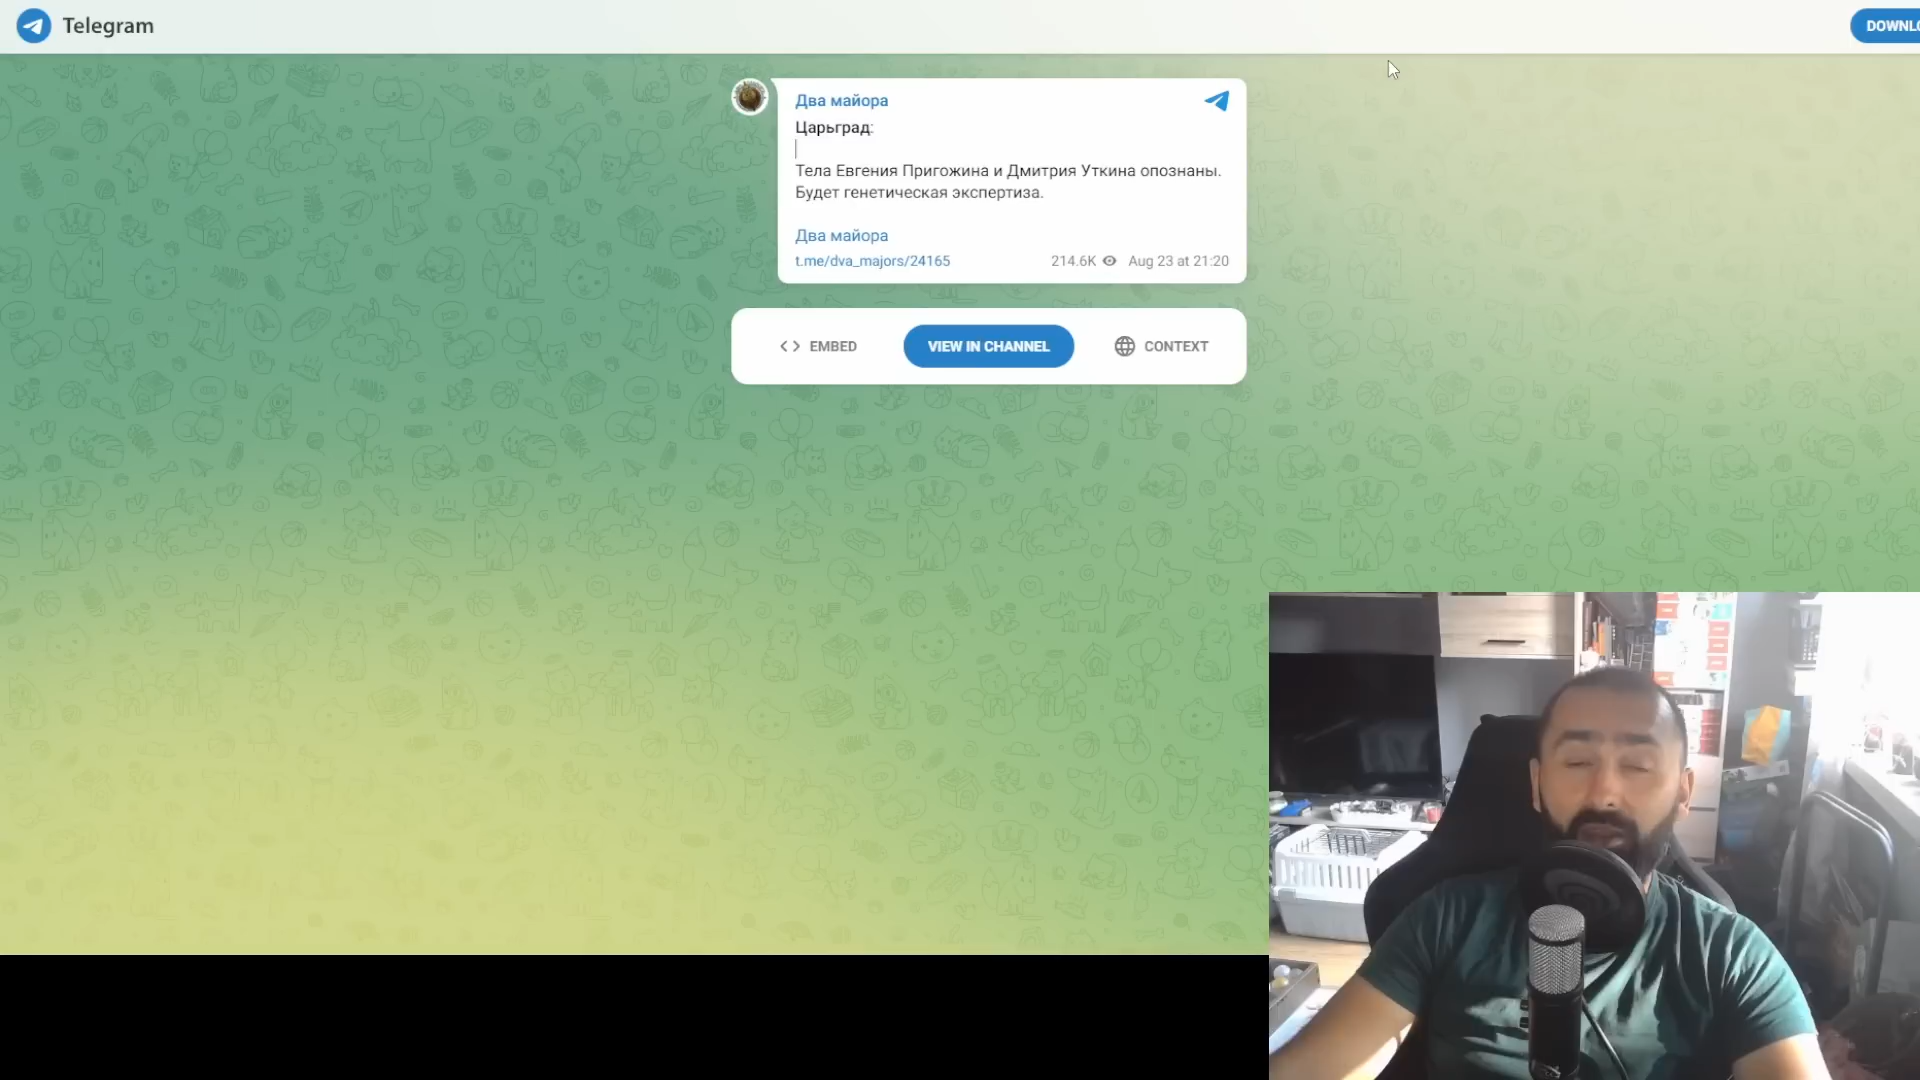 Telegram
DOWNLO
Два майора
Царьград:
Тела Евгения Пригожина и Дмитрия Уткина опознаны.
Будет генетическая экспертиза.
Два майора
t.me/dva_majors/24165
214.6K Aug 23 at 21:20
EMBED
VIEW IN CHANNEL
CONTEXT